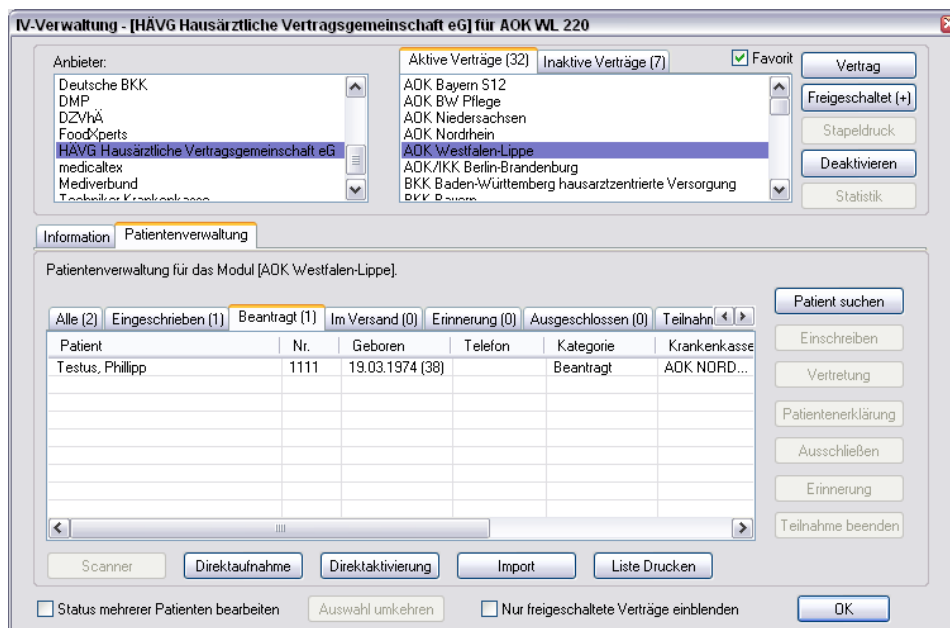 IV-Verwaltung - [HÄVG Hausärztliche Vertragsgemeinschaft eG] für AOK WL 220
Anbieter:
Deutsche BKK
DMP
DZVhÄ
FoodXperts
HÄVG Hausärztliche Vertragsgemeinschaft eG
medicaltex
Mediverbund
Techniker Krankenkasse
Aktive Verträge (32)
Inaktive Verträge (7)
Favorit
AOK Bayern S12
AOK BW Pflege
AOK Niedersachsen
AOK Nordrhein
AOK Westfalen-Lippe
AOK/IKK Berlin-Brandenburg
BKK Baden-Württemberg hausarztzentrierte Versorgung
BKK Bayern
Vertrag
Freigeschaltet (+)
Stapeldruck
Deaktivieren
Statistik
Information
Patientenverwaltung
Patientenverwaltung für das Modul [AOK Westfalen-Lippe].
Alle (2) Eingeschrieben (1) Beantragt (1) Im Versand (0) Erinnerung (0) Ausgeschlossen (0) Teilnahm
Patient Nr. Geboren Telefon Kategorie Krankenkasse
Testus, Phillipp 1111 19.03.1974 (38) Beantragt AOK NORD...
Patient suchen
Einschreiben
Vertretung
Patientenerklärung
Ausschließen
Erinnerung
Teilnahme beenden
Scanner Direktaufnahme Direktaktivierung Import Liste Drucken
Status mehrerer Patienten bearbeiten Auswahl umkehren Nur freigeschaltete Verträge einblenden OK